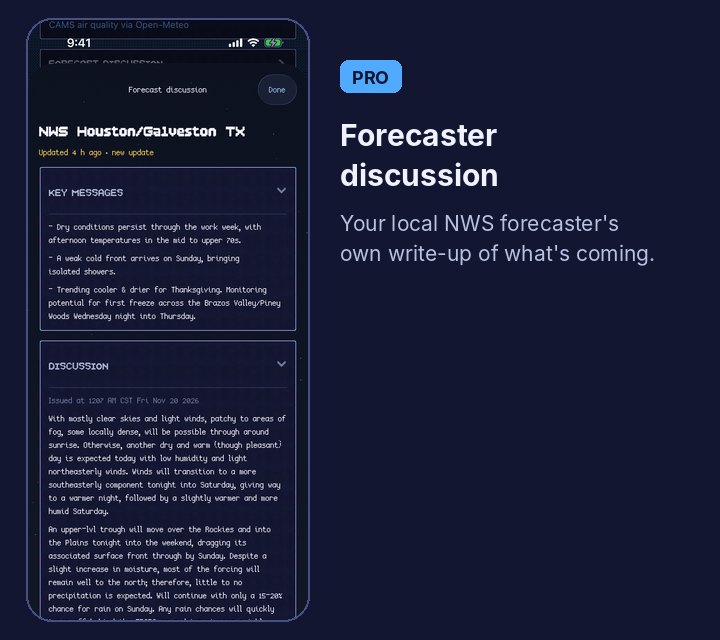 CAMS air quality via Open-Meteo
9:41
FORECAST DISCUSSION
Forecast discussion
Done
NWS Houston/Galveston TX
Updated 4 h ago · new update
KEY MESSAGES
- Dry conditions persist through the work week, with
afternoon temperatures in the mid to upper 70s.
- A weak cold front arrives on Sunday, bringing
isolated showers.
- Trending cooler & drier for Thanksgiving. Monitoring
potential for first freeze across the Brazos Valley/Piney
Woods Wednesday night into Thursday.
DISCUSSION
Issued at 1207 AM CST Fri Nov 20 2026
With mostly clear skies and light winds, patchy to areas of
fog, some locally dense, will be possible through around
sunrise. Otherwise, another dry and warm (though pleasant)
day is expected today with low humidity and light
northeasterly winds. Winds will transition to a more
southeasterly component tonight into Saturday, giving way
to a warmer night, followed by a slightly warmer and more
humid Saturday.
An upper-lvl trough will move over the Rockies and into
the Plains tonight into the weekend, dragging its
associated surface front through by Sunday. Despite a
slight increase in moisture, most of the forcing will
remain well to the north; therefore, little to no
precipitation is expected. Will continue with only a 15-20%
chance for rain on Sunday. Any rain chances will quickly
PRO
Forecaster
discussion
Your local NWS forecaster's
own write-up of what's coming.